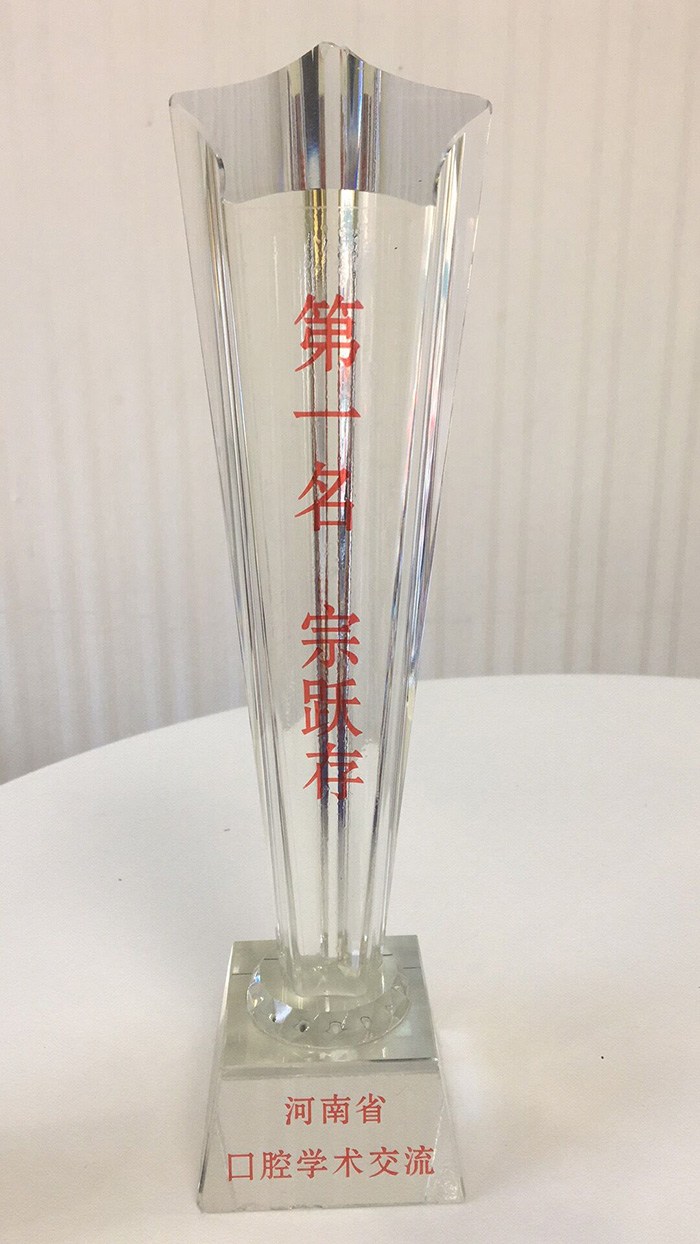 第一名 宗跃存
河南省
口腔学术交流